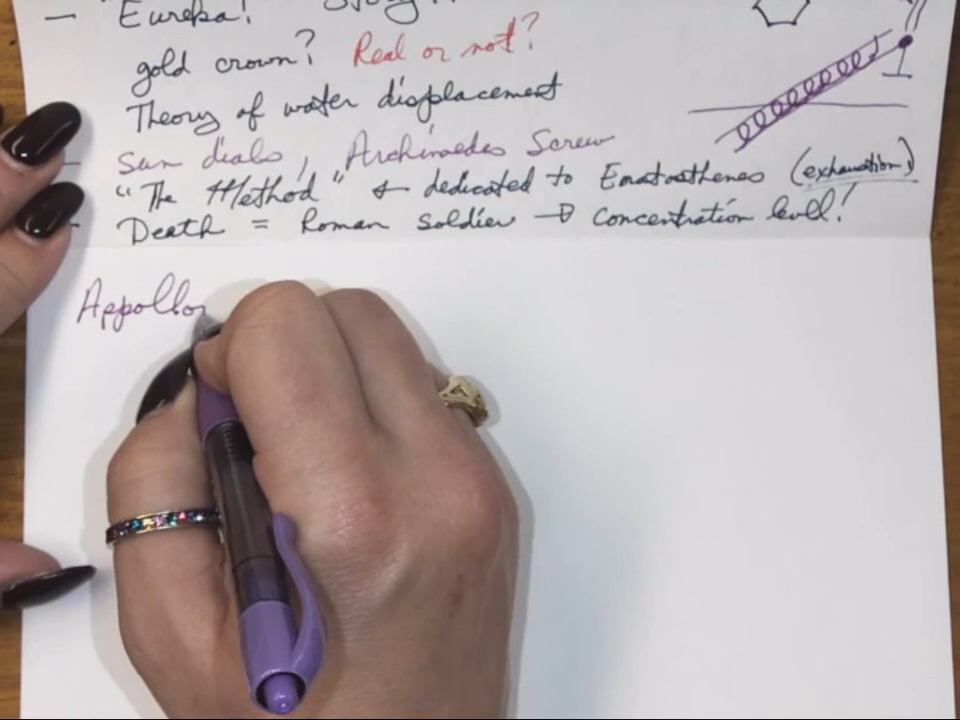 — "Eureka! Story!!
gold crown? Real or not?
Theory of water displacement
— Sun dials, Archimedes Screw
"The Method" & dedicated to Eratosthenes (exhaustion)
- Death = Roman soldier → concentration level!
Appollon